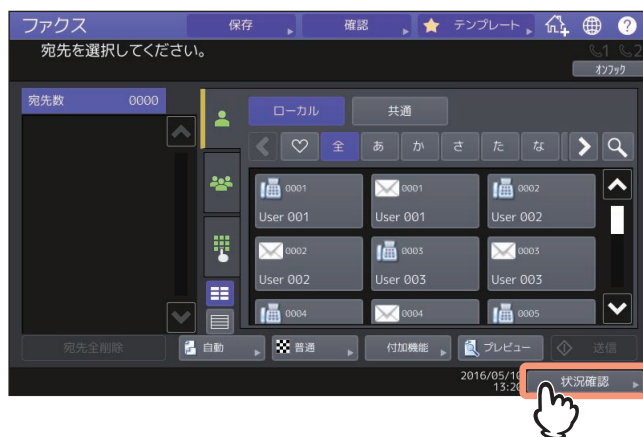 ファクス 保存 確認 テンプレート
宛先を選択してください。 1 2
オンフック
宛先数 0000
ローカル 共通
全 あ か さ た な
0001 0001 0002
User 001 User 001 User 002
0002 0003 0003
User 002 User 003 User 003
0004 0004 0005
宛先全削除 自動 普通 付加機能 プレビュー 送信
2016/05/10 状況確認
13:20